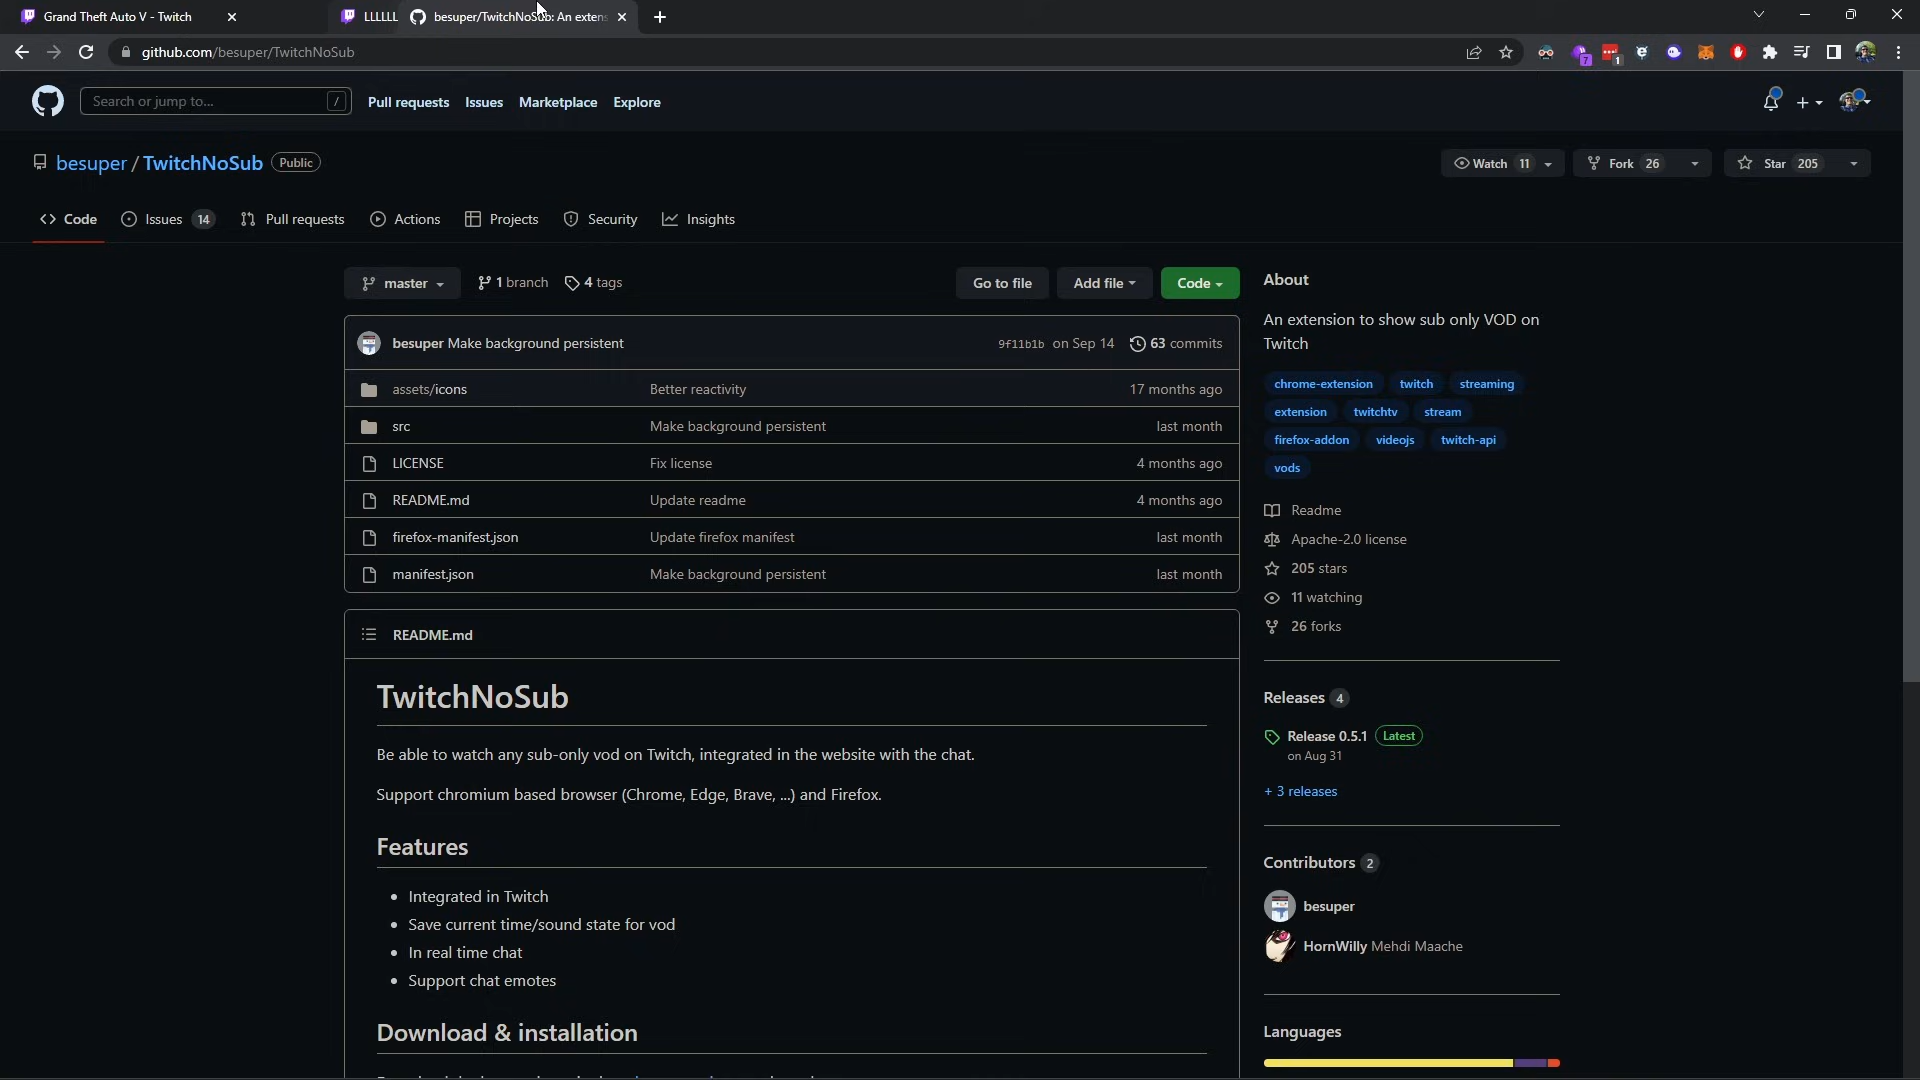 Grand Theft Auto V - Twitch
LLLLLL
besuper/TwitchNoSub: An extens
github.com/besuper/TwitchNoSub
7
1
Search or jump to...
/
Pull requests
Issues
Marketplace
Explore
besuper / TwitchNoSub
Public
Watch 11
Fork 26
Star 205
Code
Issues 14
Pull requests
Actions
Projects
Security
Insights
master
1 branch
4 tags
Go to file
Add file
Code
besuper Make background persistent
9f11b1b on Sep 14
63 commits
assets/icons
Better reactivity
17 months ago
src
Make background persistent
last month
LICENSE
Fix license
4 months ago
README.md
Update readme
4 months ago
firefox-manifest.json
Update firefox manifest
last month
manifest.json
Make background persistent
last month
README.md
TwitchNoSub
Be able to watch any sub-only vod on Twitch, integrated in the website with the chat.
Support chromium based browser (Chrome, Edge, Brave, ...) and Firefox.
Features
Integrated in Twitch
Save current time/sound state for vod
In real time chat
Support chat emotes
Download & installation
About
An extension to show sub only VOD on
Twitch
chrome-extension
twitch
streaming
extension
twitchtv
stream
firefox-addon
videojs
twitch-api
vods
Readme
Apache-2.0 license
205 stars
11 watching
26 forks
Releases 4
Release 0.5.1
Latest
on Aug 31
+ 3 releases
Contributors 2
besuper
HornWilly Mehdi Maache
Languages